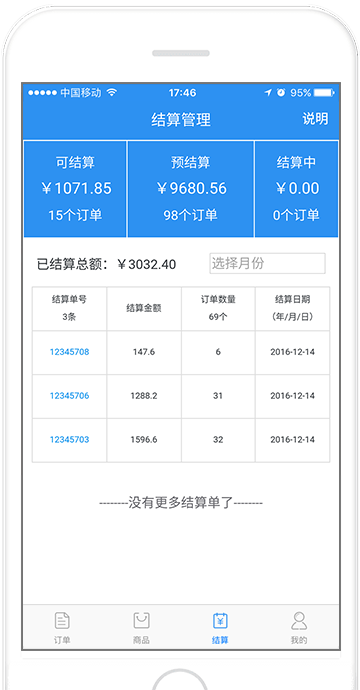 中国移动 17:46 95%
结算管理 说明
可结算 预结算 结算中
￥1071.85 ￥9680.56 ￥0.00
15个订单 98个订单 0个订单
已结算总额：￥3032.40 选择月份
结算单号 结算金额 订单数量 结算日期
3条 69个 （年/月/日）
12345708 147.6 6 2016-12-14
12345706 1288.2 31 2016-12-14
12345703 1596.6 32 2016-12-14
--------没有更多结算单了--------
订单 商品 结算 我的